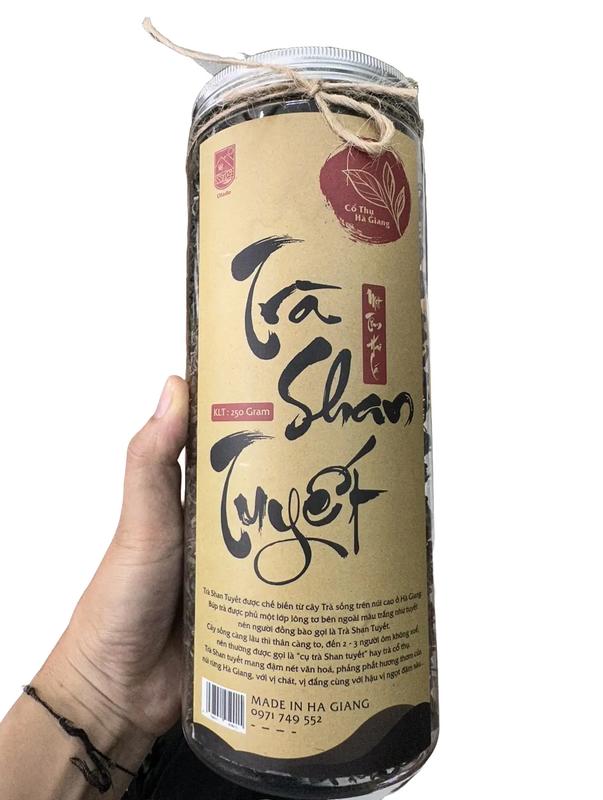 Cổ Thụ
Hà Giang
Trà
Shan
KLT : 250 Gram
Tuyết
Trà Shan Tuyết được chế biến từ cây Trà sống trên núi cao ở Hà Giang
Búp trà được phủ một lớp lông tơ bên ngoài màu trắng như tuyết
nên người đồng bào gọi là Trà Shan Tuyết.
Cây sống càng lâu thì thân càng to, đến 2 - 3 người ôm không xuể,
nên thường được gọi là "cụ trà Shan tuyết" hay trà cổ thụ.
Trà Shan tuyết mang đậm nét văn hoá, phảng phất hương thơm của
núi rừng Hà Giang, với vị chát, vị đắng cùng với hậu vị ngọt đậm sâu...
MADE IN HA GIANG
0971 749 552